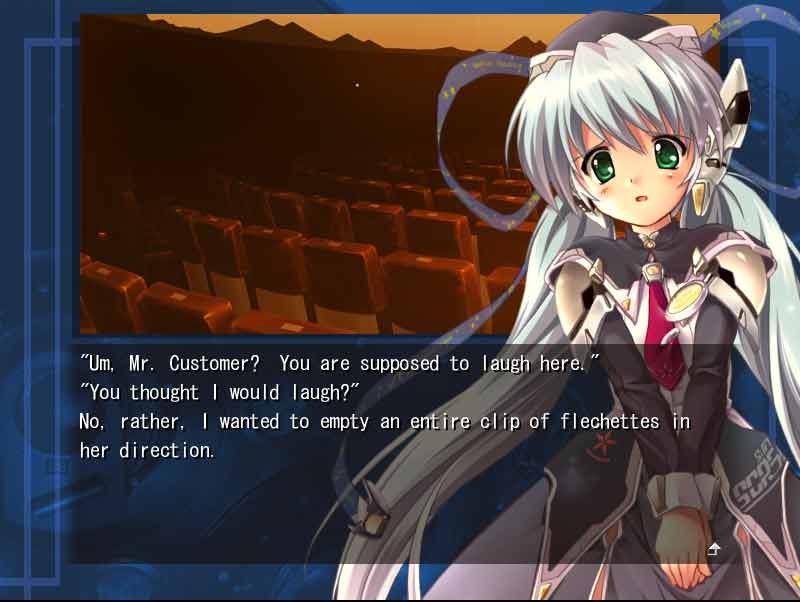 "Um, Mr. Customer?  You are supposed to laugh here."
"You thought I would laugh?"
No, rather, I wanted to empty an entire clip of flechettes in
her direction.